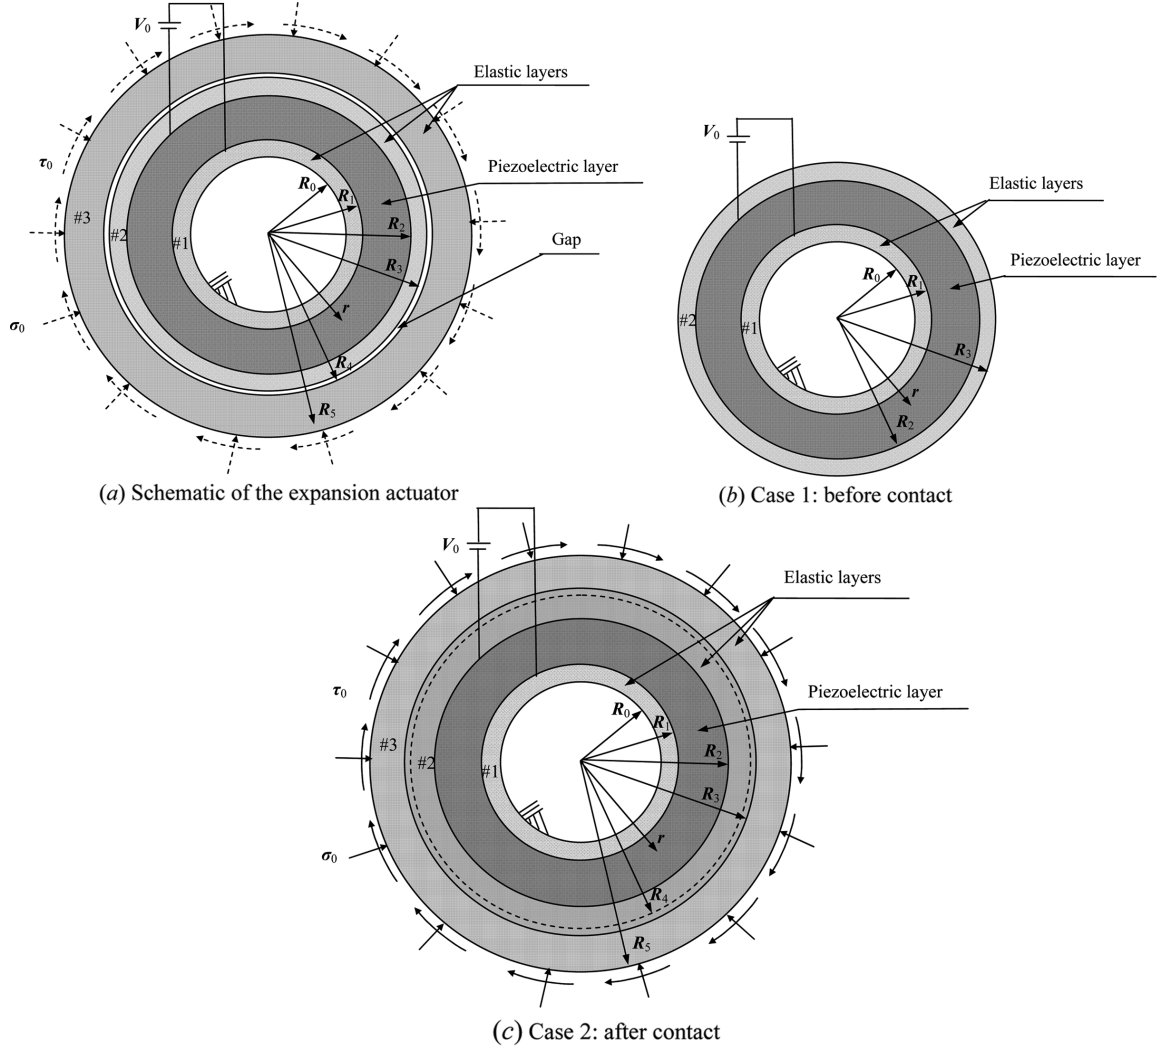 V0
Elastic layers
τ0
Piezoelectric layer
R0
R1
#3
#2
#1
R2
Gap
R3
r
σ0
R4
R5
(a) Schematic of the expansion actuator
V0
Elastic layers
Piezoelectric layer
R0
R1
#2
#1
R3
r
R2
(b) Case 1: before contact
V0
Elastic layers
τ0
Piezoelectric layer
R0
R1
#3
#2
#1
R2
R3
r
σ0
R4
R5
(c) Case 2: after contact